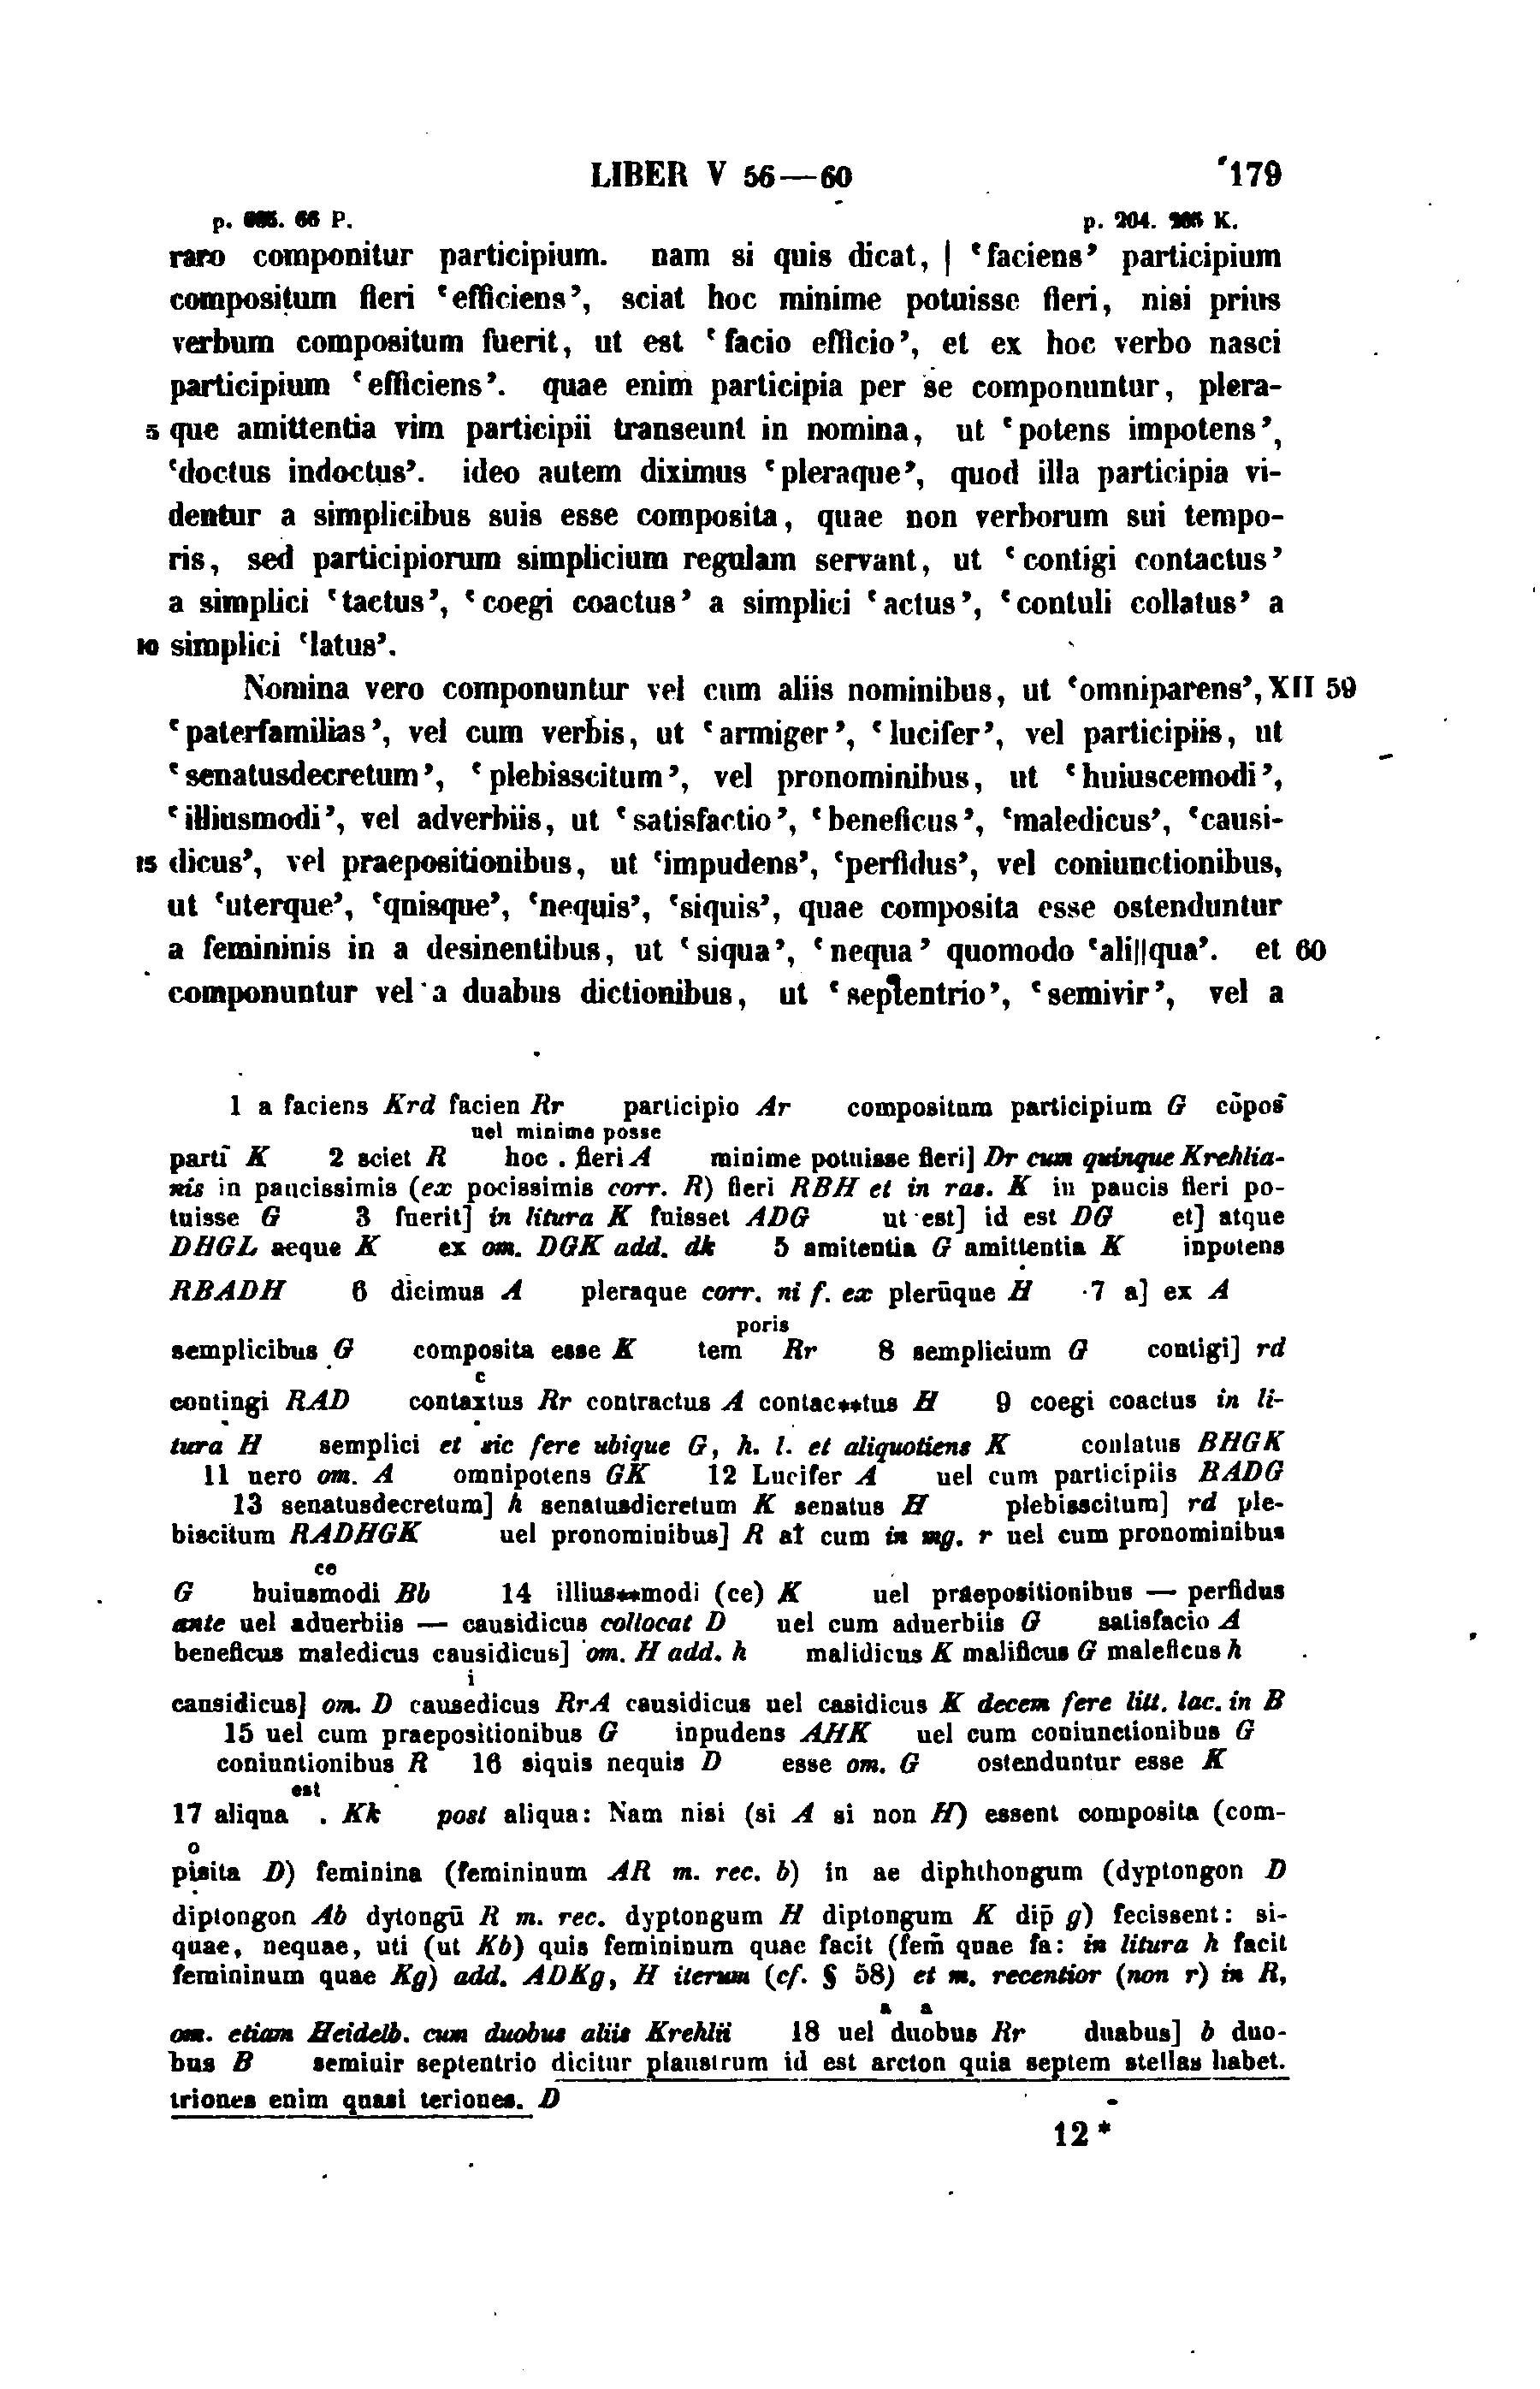 LIBER V 56—60 179
p. 66 P. p. 204. K.
raro componitur participium. nam si quis dicat, | ‘faciens’ participium
compositum fieri ‘efficiens’, sciat hoc minime potuisse fieri, nisi prius
verbum compositum fuerit, ut est ‘facio efficio’, et ex hoc verbo nasci
participium ‘efficiens’. quae enim participia per se componuntur, plera-
5 que amittentia vim participii transeunt in nomina, ut ‘potens impotens’,
‘doctus indoctus’. ideo autem diximus ‘pleraque’, quod illa participia vi-
dentur a simplicibus suis esse composita, quae non verborum sui tempo-
ris, sed participiorum simplicium regulam servant, ut ‘contigi contactus’
a simplici ‘tactus’, ‘coegi coactus’ a simplici ‘actus’, ‘contuli collatus’ a
10 simplici ‘latus’.
Nomina vero componuntur vel cum aliis nominibus, ut ‘omniparens’, XII 59
‘paterfamilias’, vel cum verbis, ut ‘armiger’, ‘lucifer’, vel participiis, ut
‘senatusdecretum’, ‘plebisscitum’, vel pronominibus, ut ‘huiuscemodi’,
‘illiusmodi’, vel adverbiis, ut ‘satisfactio’, ‘beneficus’, ‘maledicus’, ‘causi-
15 dicus’, vel praepositionibus, ut ‘impudens’, ‘perfidus’, vel coniunctionibus,
ut ‘uterque’, ‘quisque’, ‘nequis’, ‘siquis’, quae composita esse ostenduntur
a femininis in a desinentibus, ut ‘siqua’, ‘nequa’ quomodo ‘ali||qua’. et 60
componuntur vel a duabus dictionibus, ut ‘septentrio’, ‘semivir’, vel a
1 a faciens Krd facien Rr participio Ar compositum participium G cōpos̄
uel minime posse
parti̅ K 2 sciet R hoc . fieri A minime potuisse fieri] Dr cum quinque Krehlia-
nis in paucissimis (ex pocissimis corr. R) fieri RBH et in ras. K in paucis fieri po-
tuisse G 3 fuerit] in litura K fuisset ADG ut est] id est DG et] atque
DHGL aeque K ex om. DGK add. dk 5 amitentia G amittentia K inpotens
RBADH 6 dicimus A pleraque corr. ni f. ex plerūque H 7 a] ex A
poris
semplicibus G composita esse K tem Rr 8 semplicium G contigi] rd
c
contingi RAD contaxtus Rr contractus A contac**tus H 9 coegi coactus in li-
tura H semplici et sic fere ubique G, h. l. et aliquotiens K conlatus BHGK
11 uero om. A omnipotens GK 12 Lucifer A uel cum participiis BADG
13 senatusdecretum] h senatusdicretum K senatus H plebisscitum] rd ple-
biscitum RADHGK uel pronominibus] R at cum in mg. r uel cum pronominibus
ce
G huiusmodi Bb 14 illius**modi (ce) K uel praepositionibus — perfidus
ante uel aduerbiis — causidicus collocat D uel cum aduerbiis G satisfacio A
beneficus maledicus causidicus] om. H add. h malidicus K malificus G maleficus h
i
causidicus] om. D causedicus RrA causidicus uel casidicus K decem fere litt. lac. in B
15 uel cum praepositionibus G inpudens AHK uel cum coniunctionibus G
coniuntionibus R 16 siquis nequis D esse om. G ostenduntur esse K
est
17 aliqua . Kk post aliqua: Nam nisi (si A si non H) essent composita (com-
o
pisita D) feminina (femininum AR m. rec. b) in ae diphthongum (dyptongon D
diptongon Ab dytongū R m. rec. dyptongum H diptongum K dip̄ g) fecissent: si-
quae, nequae, uti (ut Kb) quis femininum quae facit (fem̄ quae fa: in litura h facit
femininum quae Kg) add. ADKg, H iterum (cf. § 58) et m. recentior (non r) in R,
a a
om. etiam Heidelb. cum duobus aliis Krehlii 18 uel duobus Rr duabus] b duo-
bus B semiuir septentrio dicitur plaustrum id est arcton quia septem stellas habet.
triones enim quasi teriones. D
12*